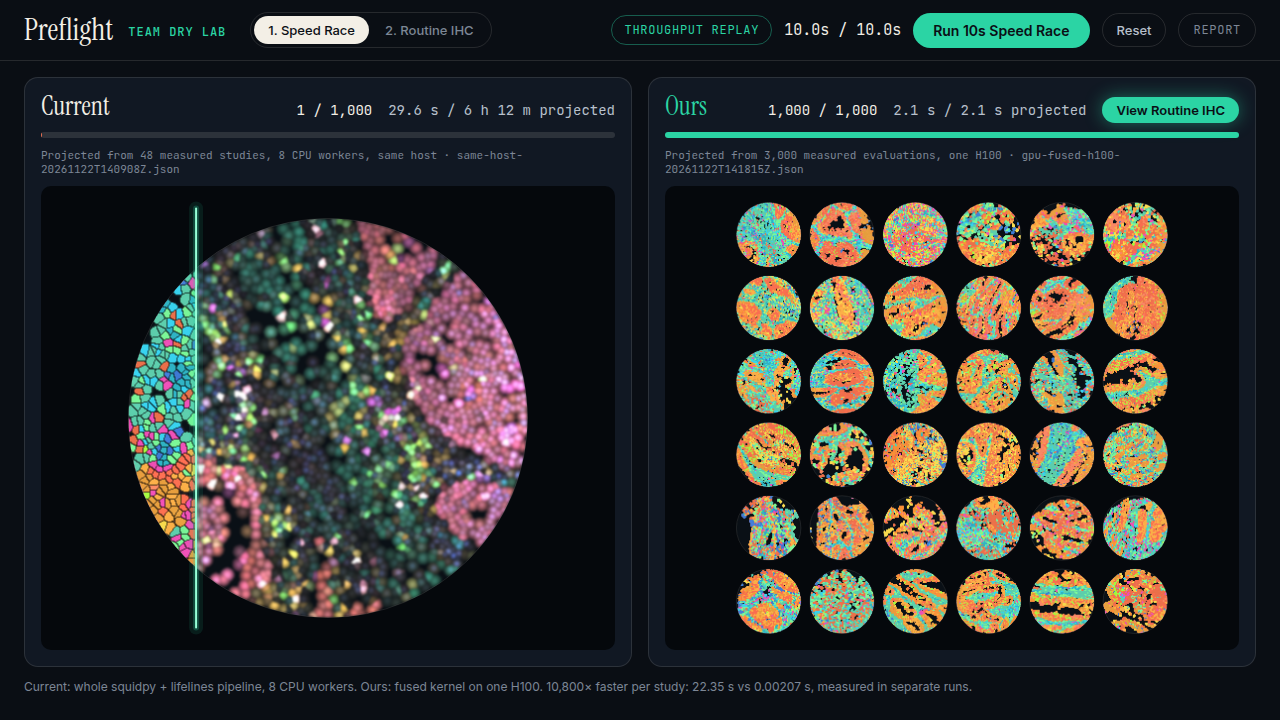 Preflight TEAM DRY LAB 1. Speed Race 2. Routine IHC THROUGHPUT REPLAY 10.0s / 10.0s Run 10s Speed Race Reset REPORT
Current 1 / 1,000 29.6 s / 6 h 12 m projected
Projected from 48 measured studies, 8 CPU workers, same host · same-host-
20261122T140908Z.json
Ours 1,000 / 1,000 2.1 s / 2.1 s projected View Routine IHC
Projected from 3,000 measured evaluations, one H100 · gpu-fused-h100-
20261122T141815Z.json
Current: whole squidpy + lifelines pipeline, 8 CPU workers. Ours: fused kernel on one H100. 10,800× faster per study: 22.35 s vs 0.00207 s, measured in separate runs.